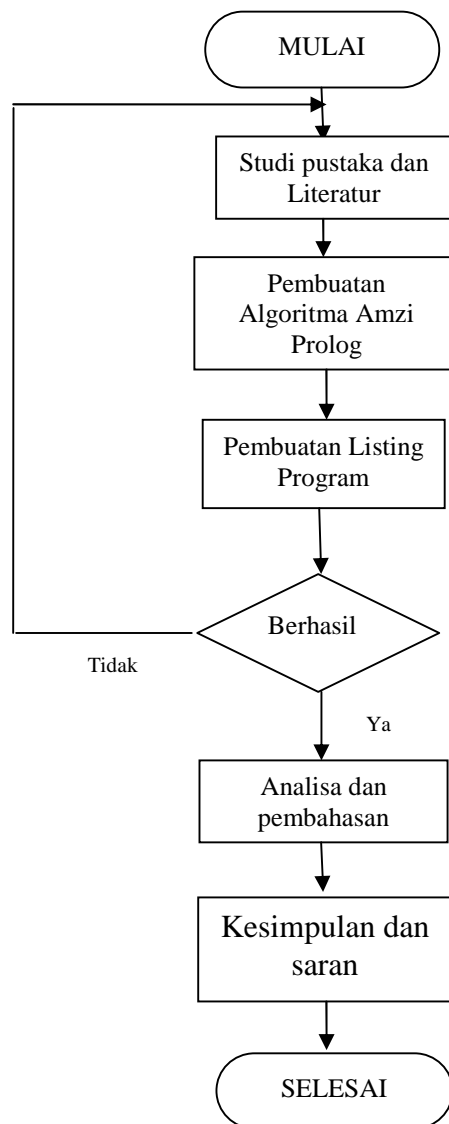 MULAI
Studi pustaka dan
Literatur
Pembuatan
Algoritma Amzi
Prolog
Pembuatan Listing
Program
Berhasil
Tidak
Ya
Analisa dan
pembahasan
Kesimpulan dan
saran
SELESAI